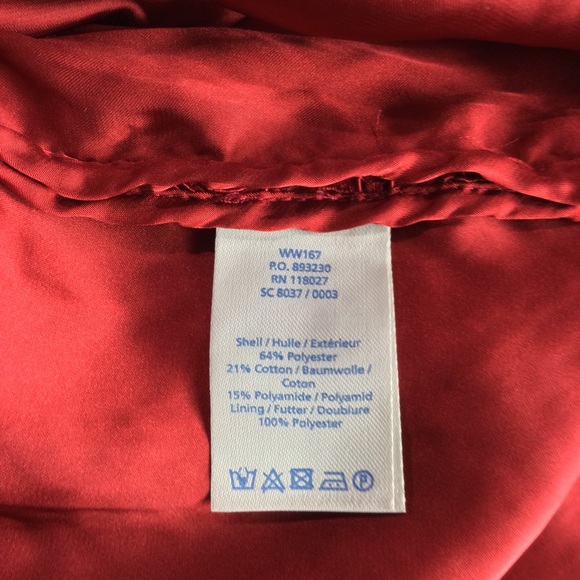 WW167
P.O. 893230
RN 118027
SC 8037 / 0003
Shell / Hulle / Extérieur
64% Polyester
21% Cotton / Baumwolle /
Coton
15% Polyamide / Polyamid
Lining / Futter / Doublure
100% Polyester
P